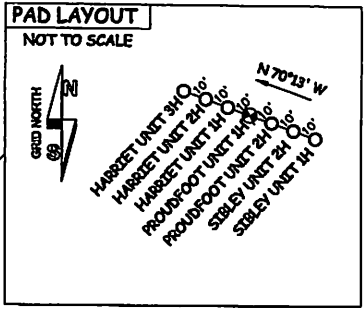 PAD LAYOUT
NOT TO SCALE
N
GRID NORTH
N 70°13' W
10'
10'
10'
10'
10'
10'
HARRIET UNIT 3H
HARRIET UNIT 2H
HARRIET UNIT 1H
PROUDFOOT UNIT 1H
PROUDFOOT UNIT 2H
SIBLEY UNIT 2H
SIBLEY UNIT 1H